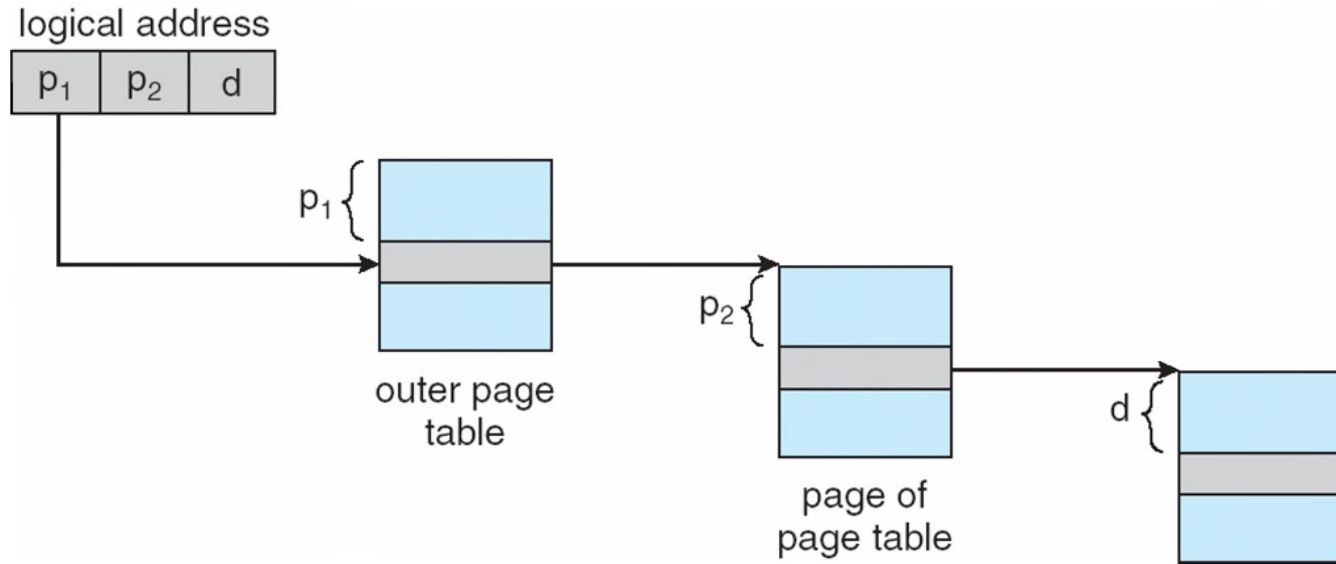 logical address
p₁ p₂ d
p₁
outer page
table
p₂
page of
page table
d